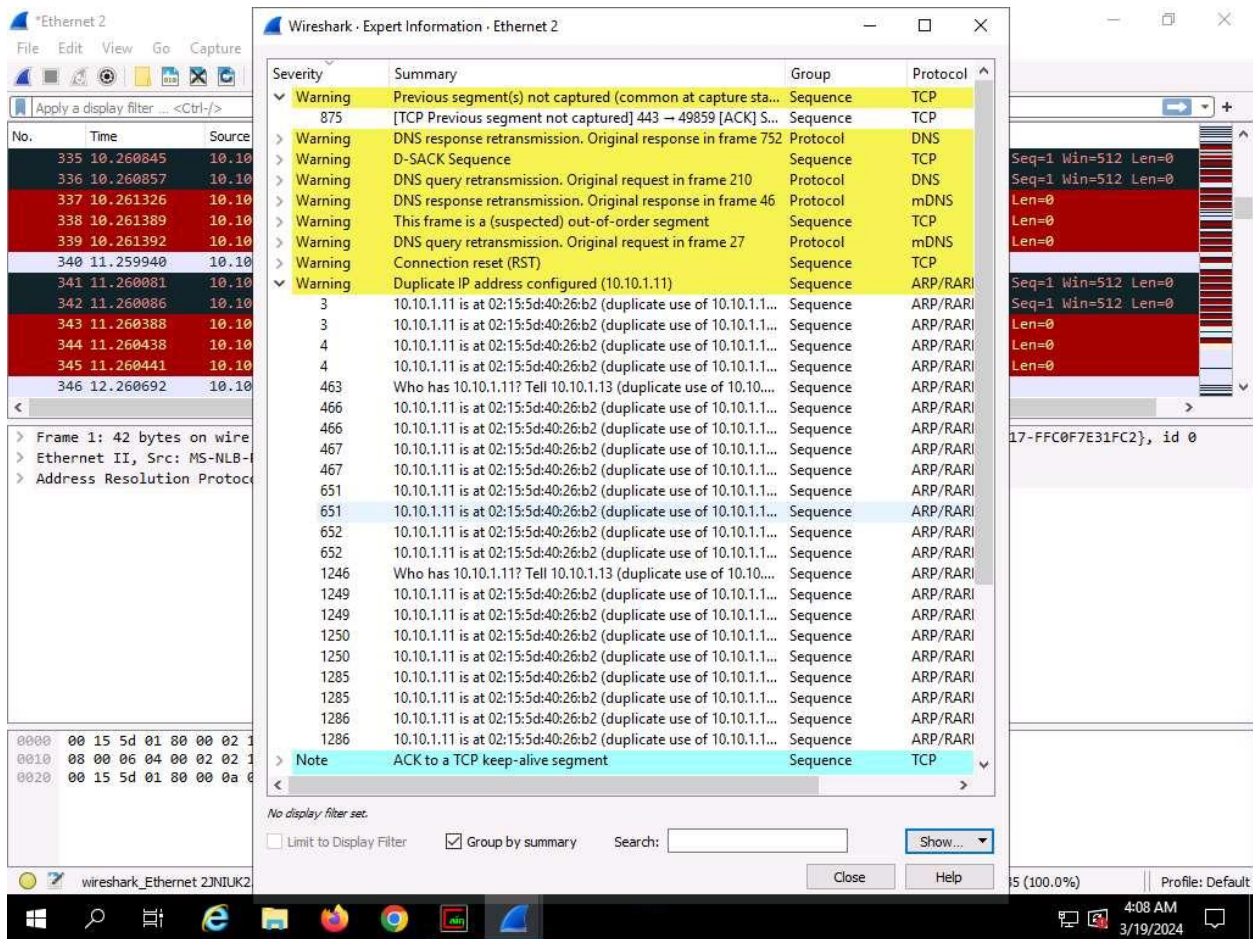 *Ethernet 2
File Edit View Go Capture
Apply a display filter ... <Ctrl-/>
No. Time Source
335 10.260845 10.10
336 10.260857 10.10
337 10.261326 10.10
338 10.261389 10.10
339 10.261392 10.10
340 11.259940 10.10
341 11.260081 10.10
342 11.260086 10.10
343 11.260388 10.10
344 11.260438 10.10
345 11.260441 10.10
346 12.260692 10.10
Seq=1 Win=512 Len=0
Seq=1 Win=512 Len=0
Len=0
Len=0
Len=0
Seq=1 Win=512 Len=0
Seq=1 Win=512 Len=0
Len=0
Len=0
Len=0
Frame 1: 42 bytes on wire
17-FFC0F7E31FC2}, id 0
Ethernet II, Src: MS-NLB-
Address Resolution Protoc
0000 00 15 5d 01 80 00 02 1
0010 08 00 06 04 00 02 02 1
0020 00 15 5d 01 80 00 0a
Wireshark · Expert Information · Ethernet 2
Severity Summary Group Protocol
Warning Previous segment(s) not captured (common at capture sta... Sequence TCP
875 [TCP Previous segment not captured] 443 → 49859 [ACK] S... Sequence TCP
Warning DNS response retransmission. Original response in frame 752 Protocol DNS
Warning D-SACK Sequence Sequence TCP
Warning DNS query retransmission. Original request in frame 210 Protocol DNS
Warning DNS response retransmission. Original response in frame 46 Protocol mDNS
Warning This frame is a (suspected) out-of-order segment Sequence TCP
Warning DNS query retransmission. Original request in frame 27 Protocol mDNS
Warning Connection reset (RST) Sequence TCP
Warning Duplicate IP address configured (10.10.1.11) Sequence ARP/RARI
3 10.10.1.11 is at 02:15:5d:40:26:b2 (duplicate use of 10.10.1.1... Sequence ARP/RARI
3 10.10.1.11 is at 02:15:5d:40:26:b2 (duplicate use of 10.10.1.1... Sequence ARP/RARI
4 10.10.1.11 is at 02:15:5d:40:26:b2 (duplicate use of 10.10.1.1... Sequence ARP/RARI
4 10.10.1.11 is at 02:15:5d:40:26:b2 (duplicate use of 10.10.1.1... Sequence ARP/RARI
463 Who has 10.10.1.11? Tell 10.10.1.13 (duplicate use of 10.10.... Sequence ARP/RARI
466 10.10.1.11 is at 02:15:5d:40:26:b2 (duplicate use of 10.10.1.1... Sequence ARP/RARI
466 10.10.1.11 is at 02:15:5d:40:26:b2 (duplicate use of 10.10.1.1... Sequence ARP/RARI
467 10.10.1.11 is at 02:15:5d:40:26:b2 (duplicate use of 10.10.1.1... Sequence ARP/RARI
467 10.10.1.11 is at 02:15:5d:40:26:b2 (duplicate use of 10.10.1.1... Sequence ARP/RARI
651 10.10.1.11 is at 02:15:5d:40:26:b2 (duplicate use of 10.10.1.1... Sequence ARP/RARI
651 10.10.1.11 is at 02:15:5d:40:26:b2 (duplicate use of 10.10.1.1... Sequence ARP/RARI
652 10.10.1.11 is at 02:15:5d:40:26:b2 (duplicate use of 10.10.1.1... Sequence ARP/RARI
652 10.10.1.11 is at 02:15:5d:40:26:b2 (duplicate use of 10.10.1.1... Sequence ARP/RARI
1246 Who has 10.10.1.11? Tell 10.10.1.13 (duplicate use of 10.10.... Sequence ARP/RARI
1249 10.10.1.11 is at 02:15:5d:40:26:b2 (duplicate use of 10.10.1.1... Sequence ARP/RARI
1249 10.10.1.11 is at 02:15:5d:40:26:b2 (duplicate use of 10.10.1.1... Sequence ARP/RARI
1250 10.10.1.11 is at 02:15:5d:40:26:b2 (duplicate use of 10.10.1.1... Sequence ARP/RARI
1250 10.10.1.11 is at 02:15:5d:40:26:b2 (duplicate use of 10.10.1.1... Sequence ARP/RARI
1285 10.10.1.11 is at 02:15:5d:40:26:b2 (duplicate use of 10.10.1.1... Sequence ARP/RARI
1285 10.10.1.11 is at 02:15:5d:40:26:b2 (duplicate use of 10.10.1.1... Sequence ARP/RARI
1286 10.10.1.11 is at 02:15:5d:40:26:b2 (duplicate use of 10.10.1.1... Sequence ARP/RARI
1286 10.10.1.11 is at 02:15:5d:40:26:b2 (duplicate use of 10.10.1.1... Sequence ARP/RARI
Note ACK to a TCP keep-alive segment Sequence TCP
No display filter set.
Limit to Display Filter Group by summary Search: Show...
Close Help
wireshark_Ethernet 2JNIUK2
35 (100.0%) Profile: Default
4:08 AM
3/19/2024